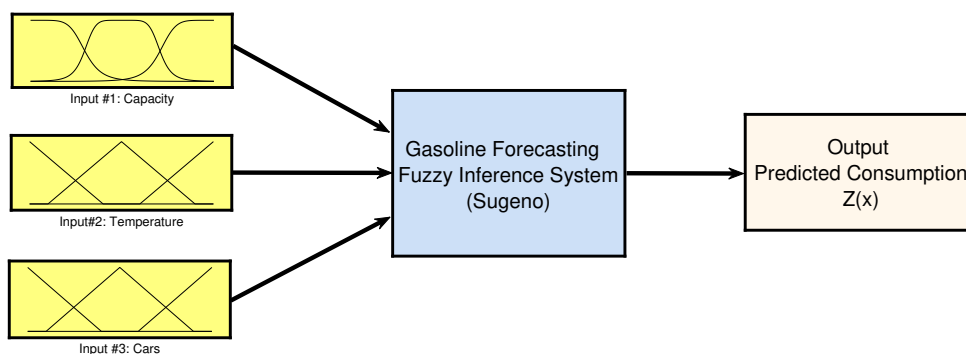 Input #1: Capacity
Input#2: Temperature
Input #3: Cars
Gasoline Forecasting
Fuzzy Inference System
(Sugeno)
Output
Predicted Consumption
Z(x)